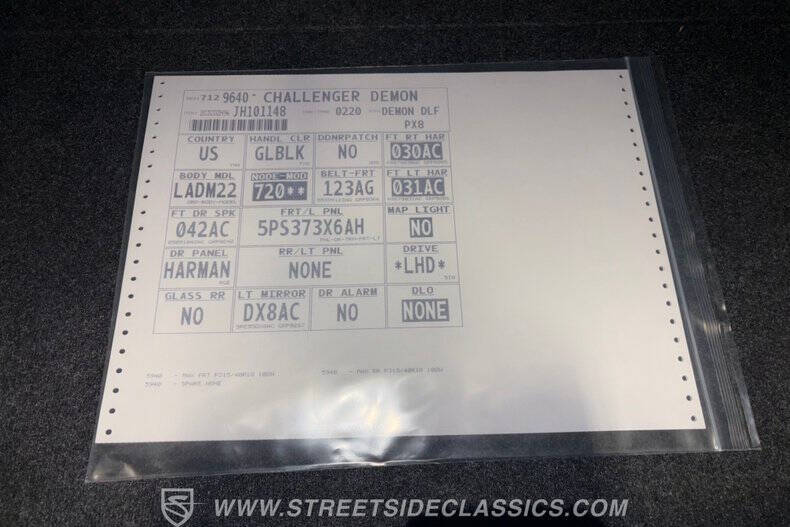 712 9640 CHALLENGER DEMON
JH101148 0220 DEMON DLF
PX8
COUNTRY HANDL CLR DDNRPATCH FT RT HAR
US GLBLK NO 030AC
BODY MDL NODE-MOD BELT-FRT FT LT HAR
LADM22 720** 123AG 031AC
FT DR SPK FRT/L PNL MAP LIGHT
042AC 5PS373X6AH NO
DR PANEL RR/LT PNL DRIVE
HARMAN NONE *LHD*
GLASS RR LT MIRROR DR ALARM DLO
NO DX8AC NO NONE
WWW.STREETSIDECLASSICS.COM